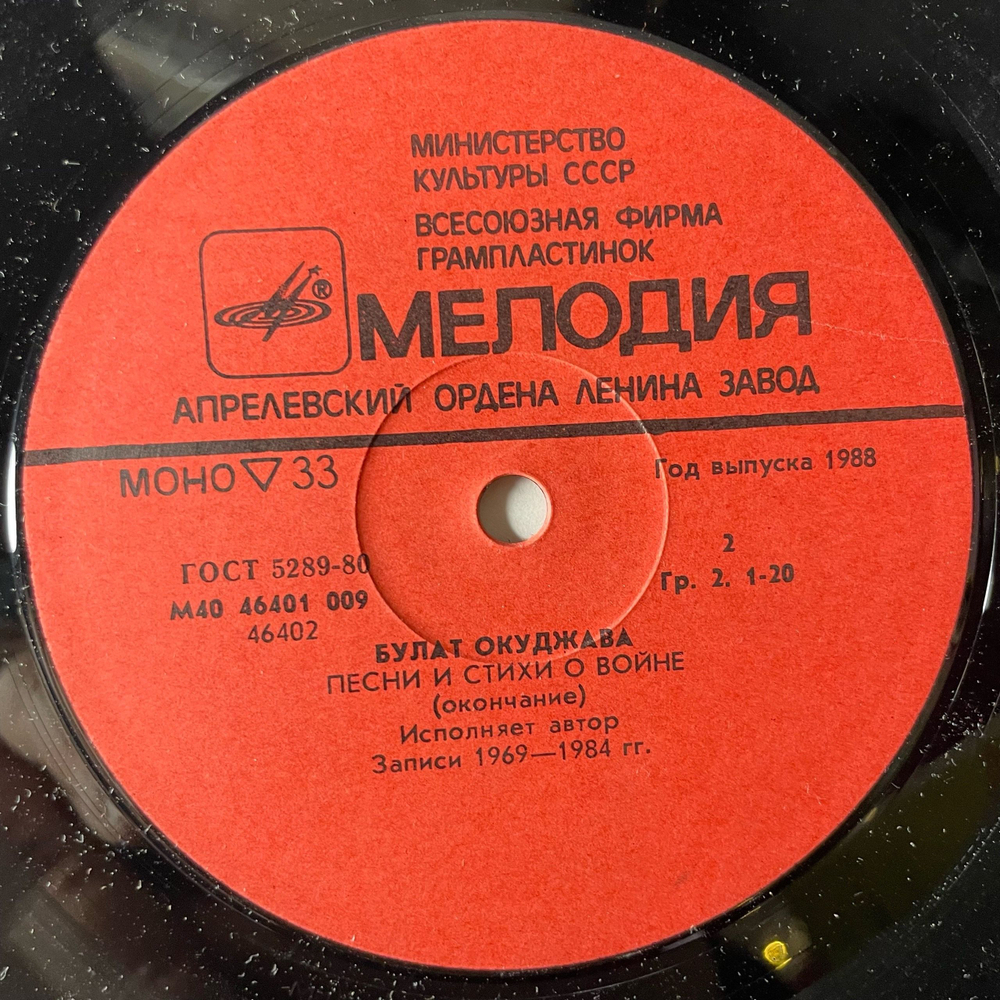 МИНИСТЕРСТВО
КУЛЬТУРЫ СССР
ВСЕСОЮЗНАЯ ФИРМА
ГРАМПЛАСТИНОК
®
МЕЛОДИЯ
АПРЕЛЕВСКИЙ ОРДЕНА ЛЕНИНА ЗАВОД
МОНО ▽ 33
Год выпуска 1988
ГОСТ 5289-80
М40 46401 009
46402
2
Гр. 2. 1-20
БУЛАТ ОКУДЖАВА
ПЕСНИ И СТИХИ О ВОЙНЕ
(окончание)
Исполняет автор
Записи 1969—1984 гг.